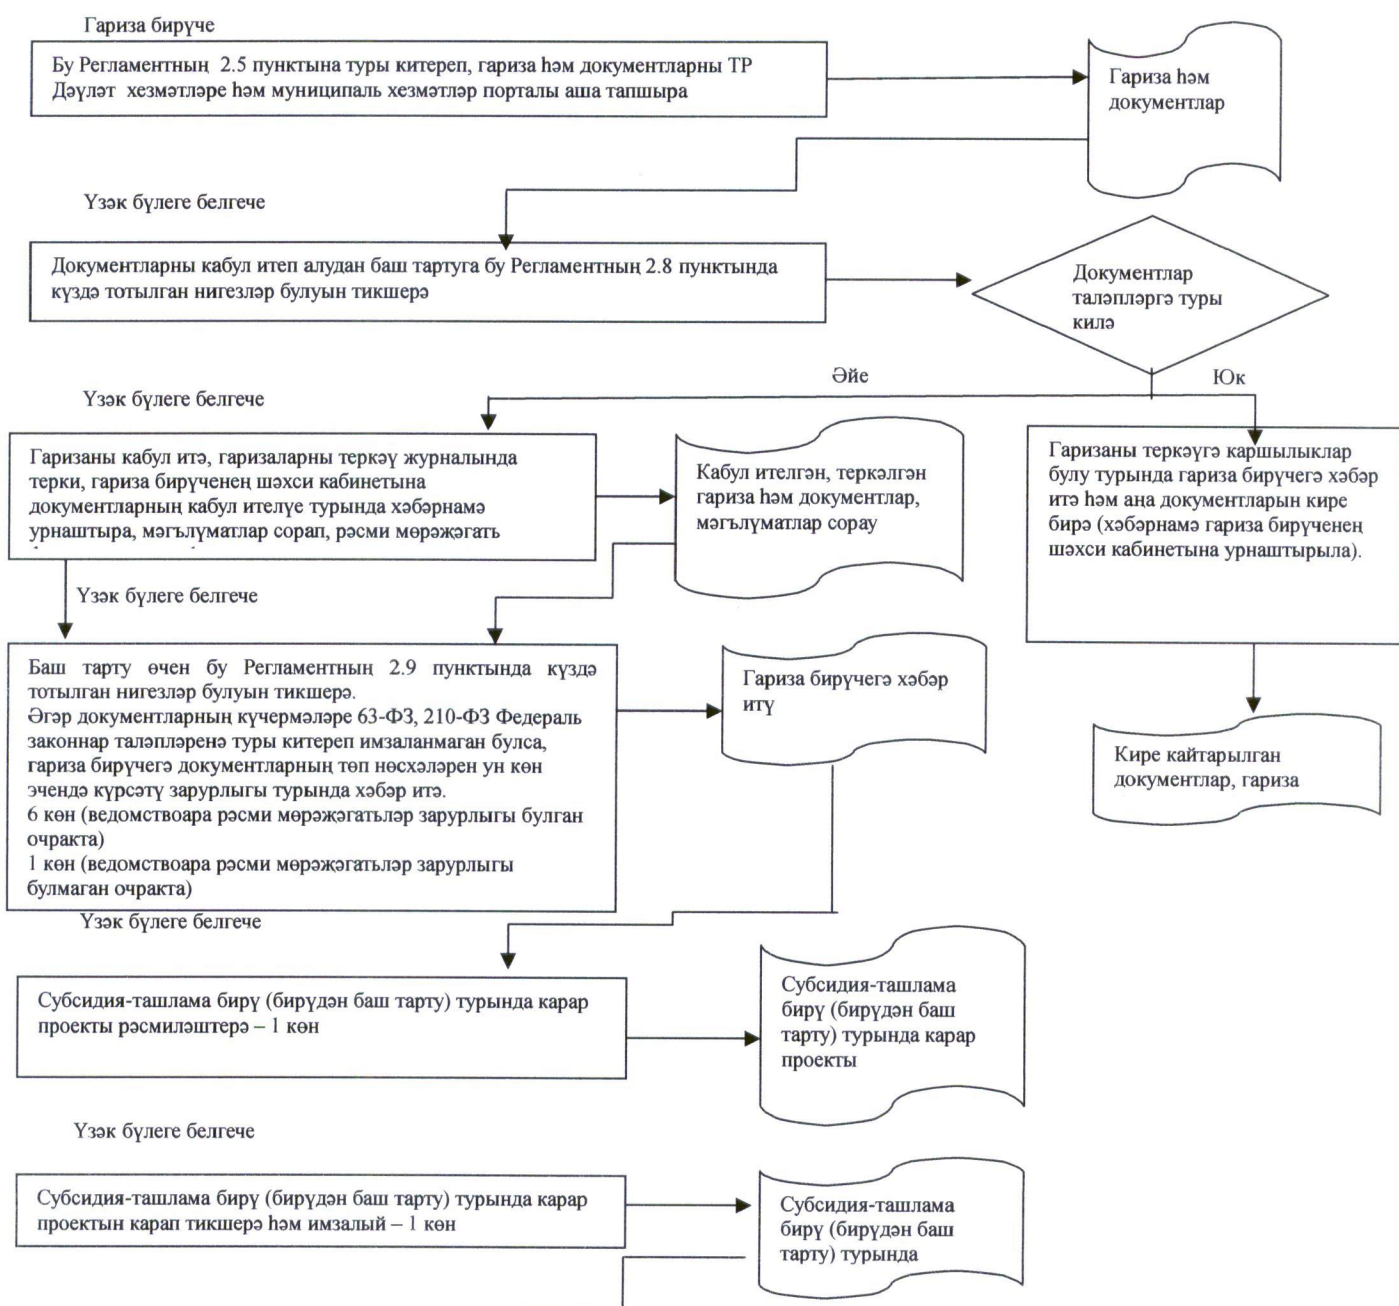 Гариза бирүче
Бу Регламентның 2.5 пунктына туры китереп, гариза һәм документларны ТР
Дәүләт хезмәтләре һәм муниципаль хезмәтләр порталы аша тапшыра
Гариза һәм
документлар
Үзәк бүлеге белгече
Документларны кабул итеп алудан баш тартуга бу Регламентның 2.8 пунктында
күздә тотылган нигезләр булуын тикшерә
Документлар
таләпләргә туры
килә
Әйе
Юк
Үзәк бүлеге белгече
Гаризаны кабул итә, гаризаларны теркәү журналында
терки, гариза бирүченең шәхси кабинетына
документларның кабул ителүе турында хәбәрнамә
урнаштыра, мәгълүматлар сорап, рәсми мөрәҗәгать
Кабул ителгән, теркәлгән
гариза һәм документлар,
мәгълүматлар сорау
Гаризаны теркәүгә каршылыклар
булу турында гариза бирүчегә хәбәр
итә һәм аңа документларын кире
бирә (хәбәрнамә гариза бирүченең
шәхси кабинетына урнаштырыла).
Үзәк бүлеге белгече
Баш тарту өчен бу Регламентның 2.9 пунктында күздә
тотылган нигезләр булуын тикшерә.
Әгәр документларның күчермәләре 63-ФЗ, 210-ФЗ Федераль
законнар таләпләренә туры китереп имзаланмаган булса,
гариза бирүчегә документларның төп нөсхәләрен ун көн
эчендә күрсәтү зарурлыгы турында хәбәр итә.
6 көн (ведомствоара рәсми мөрәҗәгатьләр зарурлыгы булган
очракта)
1 көн (ведомствоара рәсми мөрәҗәгатьләр зарурлыгы
булмаган очракта)
Гариза бирүчегә хәбәр
итү
Кире кайтарылган
документлар, гариза
Үзәк бүлеге белгече
Субсидия-ташлама бирү (бирүдән баш тарту) турында карар
проекты рәсмиләштерә – 1 көн
Субсидия-ташлама
бирү (бирүдән баш
тарту) турында карар
проекты
Үзәк бүлеге белгече
Субсидия-ташлама бирү (бирүдән баш тарту) турында карар
проектын карап тикшерә һәм имзалый – 1 көн
Субсидия-ташлама
бирү (бирүдән баш
тарту) турында